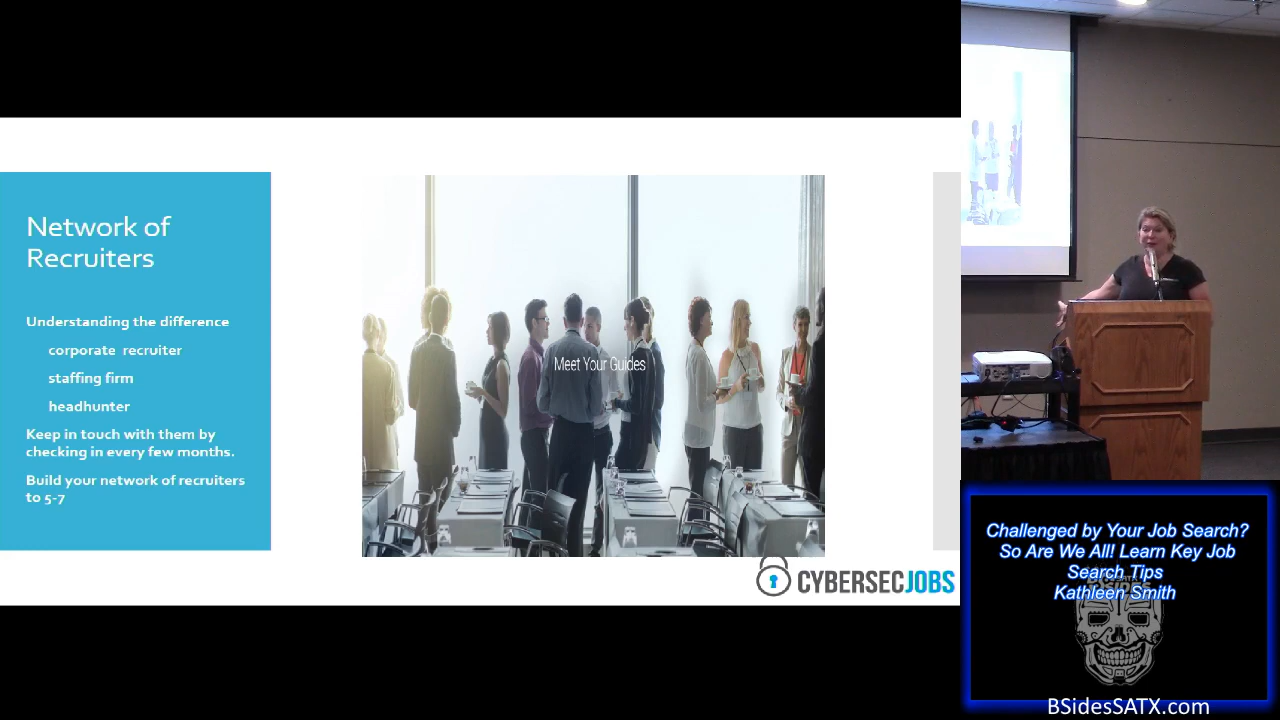 Network of
Recruiters
Understanding the difference
corporate recruiter
staffing firm
headhunter
Keep in touch with them by
checking in every few months.
Build your network of recruiters
to 5-7
Meet Your Guides
CYBERSECJOBS
Challenged by Your Job Search?
So Are We All! Learn Key Job
Search Tips
Kathleen Smith
BSidesSATX.com